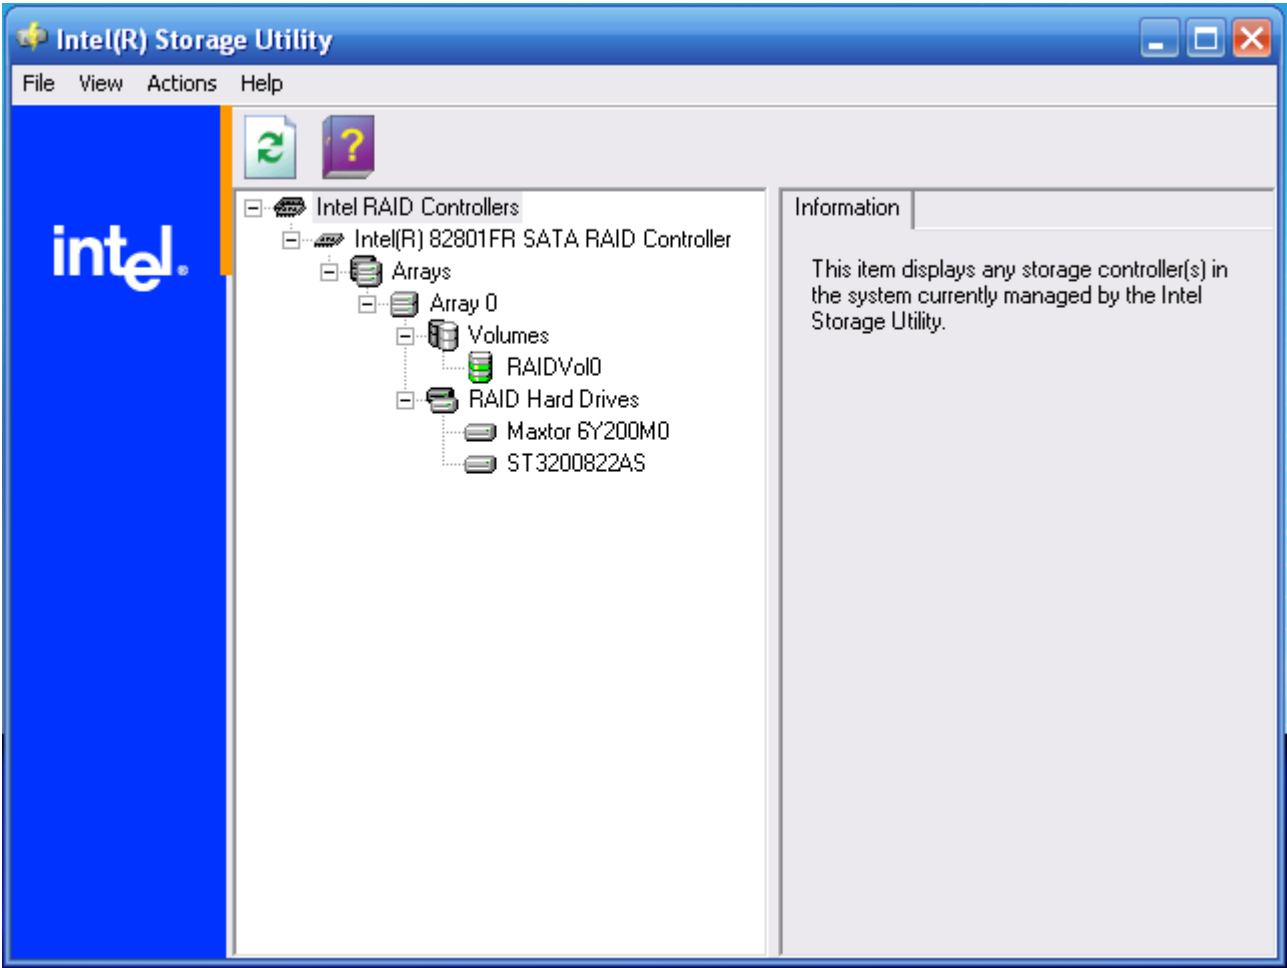 Intel(R) Storage Utility
File View Actions Help
intel.
?
Intel RAID Controllers
Intel(R) 82801FR SATA RAID Controller
Arrays
Array 0
Volumes
RAIDVol0
RAID Hard Drives
Maxtor 6Y200M0
ST3200822AS
Information
This item displays any storage controller(s) in
the system currently managed by the Intel
Storage Utility.